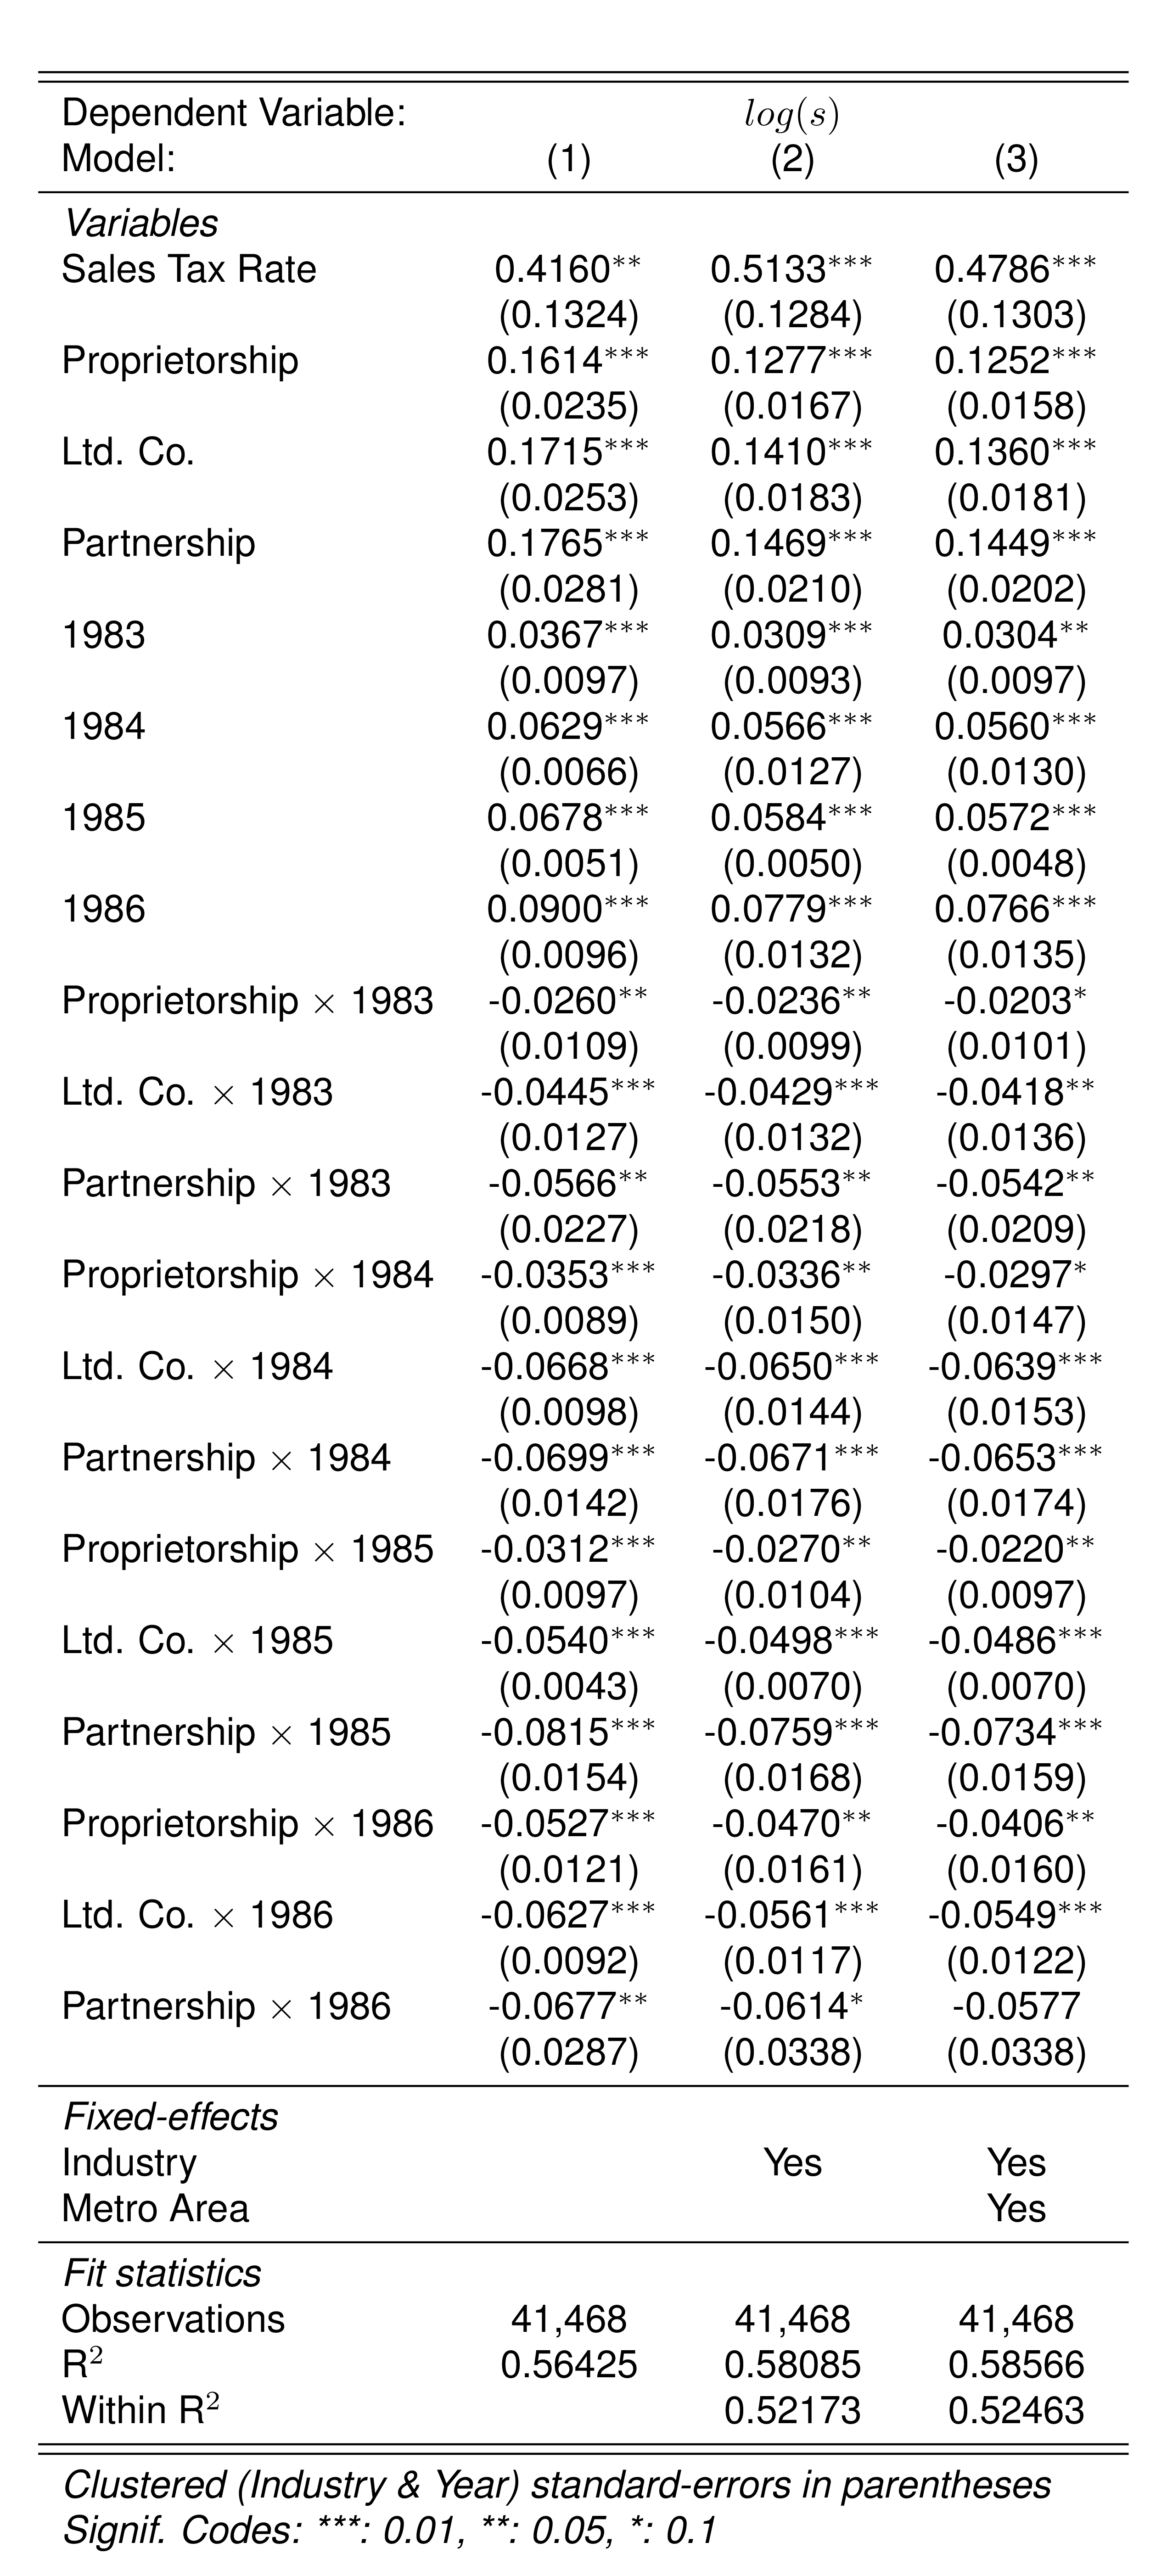 Dependent Variable: log(s)
Model: (1) (2) (3)
Variables
Sales Tax Rate 0.4160** 0.5133*** 0.4786***
(0.1324) (0.1284) (0.1303)
Proprietorship 0.1614*** 0.1277*** 0.1252***
(0.0235) (0.0167) (0.0158)
Ltd. Co. 0.1715*** 0.1410*** 0.1360***
(0.0253) (0.0183) (0.0181)
Partnership 0.1765*** 0.1469*** 0.1449***
(0.0281) (0.0210) (0.0202)
1983 0.0367*** 0.0309*** 0.0304**
(0.0097) (0.0093) (0.0097)
1984 0.0629*** 0.0566*** 0.0560***
(0.0066) (0.0127) (0.0130)
1985 0.0678*** 0.0584*** 0.0572***
(0.0051) (0.0050) (0.0048)
1986 0.0900*** 0.0779*** 0.0766***
(0.0096) (0.0132) (0.0135)
Proprietorship × 1983 -0.0260** -0.0236** -0.0203*
(0.0109) (0.0099) (0.0101)
Ltd. Co. × 1983 -0.0445*** -0.0429*** -0.0418**
(0.0127) (0.0132) (0.0136)
Partnership × 1983 -0.0566** -0.0553** -0.0542**
(0.0227) (0.0218) (0.0209)
Proprietorship × 1984 -0.0353*** -0.0336** -0.0297*
(0.0089) (0.0150) (0.0147)
Ltd. Co. × 1984 -0.0668*** -0.0650*** -0.0639***
(0.0098) (0.0144) (0.0153)
Partnership × 1984 -0.0699*** -0.0671*** -0.0653***
(0.0142) (0.0176) (0.0174)
Proprietorship × 1985 -0.0312*** -0.0270** -0.0220**
(0.0097) (0.0104) (0.0097)
Ltd. Co. × 1985 -0.0540*** -0.0498*** -0.0486***
(0.0043) (0.0070) (0.0070)
Partnership × 1985 -0.0815*** -0.0759*** -0.0734***
(0.0154) (0.0168) (0.0159)
Proprietorship × 1986 -0.0527*** -0.0470** -0.0406**
(0.0121) (0.0161) (0.0160)
Ltd. Co. × 1986 -0.0627*** -0.0561*** -0.0549***
(0.0092) (0.0117) (0.0122)
Partnership × 1986 -0.0677** -0.0614* -0.0577
(0.0287) (0.0338) (0.0338)
Fixed-effects
Industry Yes Yes
Metro Area Yes
Fit statistics
Observations 41,468 41,468 41,468
R² 0.56425 0.58085 0.58566
Within R² 0.52173 0.52463
Clustered (Industry & Year) standard-errors in parentheses
Signif. Codes: ***: 0.01, **: 0.05, *: 0.1